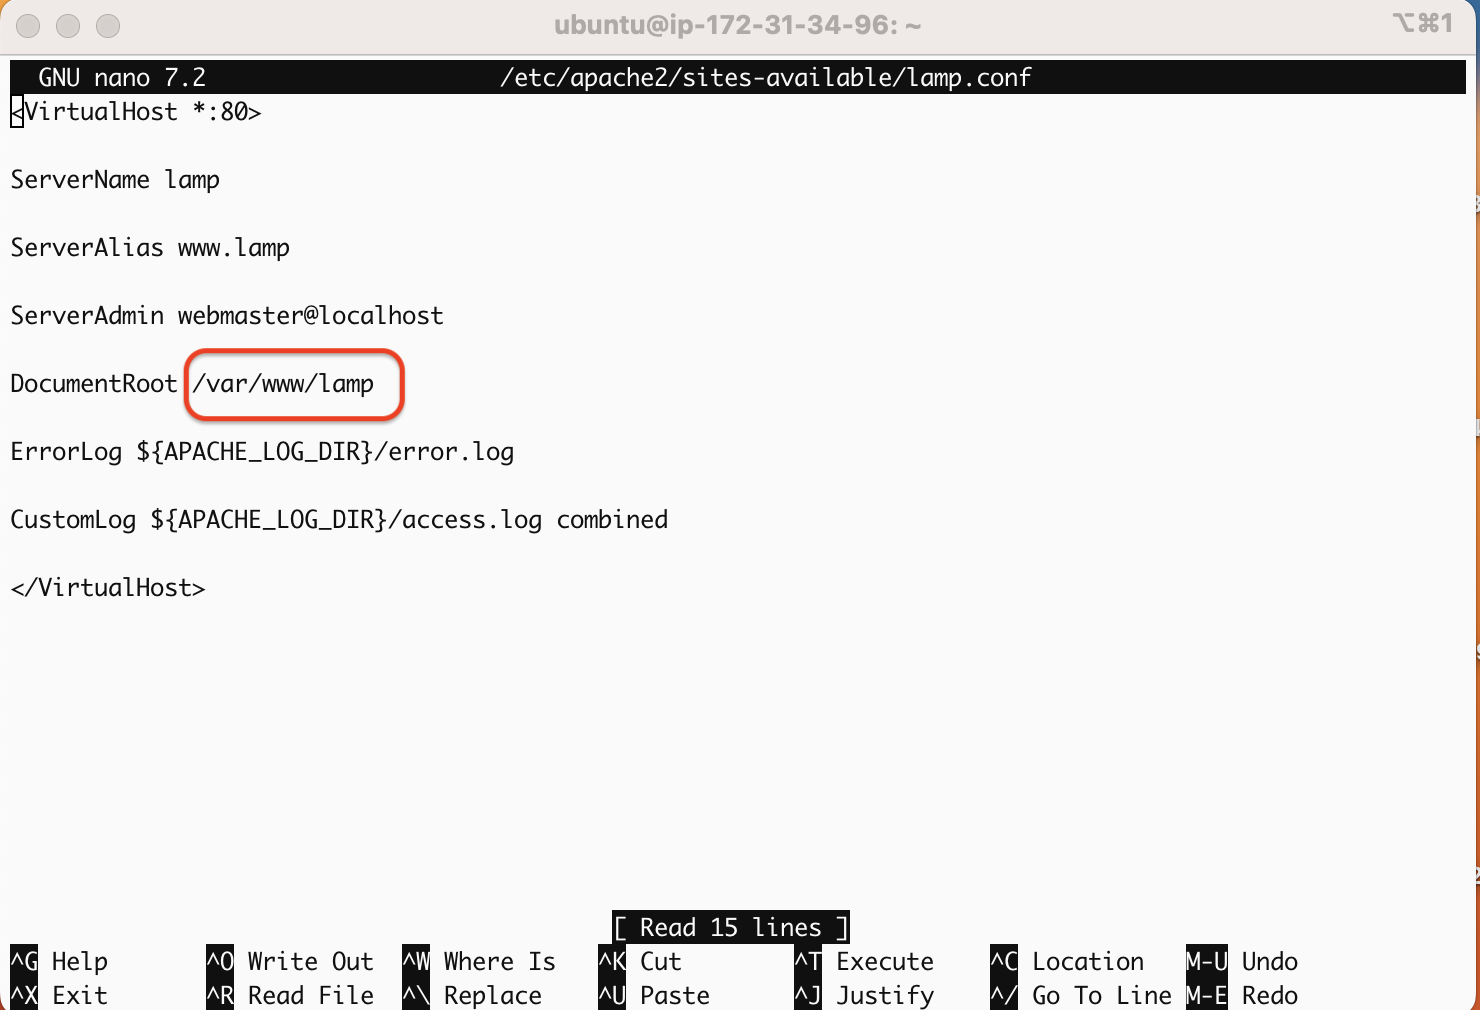 ubuntu@ip-172-31-34-96: ~
⌥⌘1
GNU nano 7.2 /etc/apache2/sites-available/lamp.conf
<VirtualHost *:80>
ServerName lamp
ServerAlias www.lamp
ServerAdmin webmaster@localhost
DocumentRoot /var/www/lamp
ErrorLog ${APACHE_LOG_DIR}/error.log
CustomLog ${APACHE_LOG_DIR}/access.log combined
</VirtualHost>
[ Read 15 lines ]
^G Help ^O Write Out ^W Where Is ^K Cut ^T Execute ^C Location M-U Undo
^X Exit ^R Read File ^\ Replace ^U Paste ^J Justify ^/ Go To Line M-E Redo